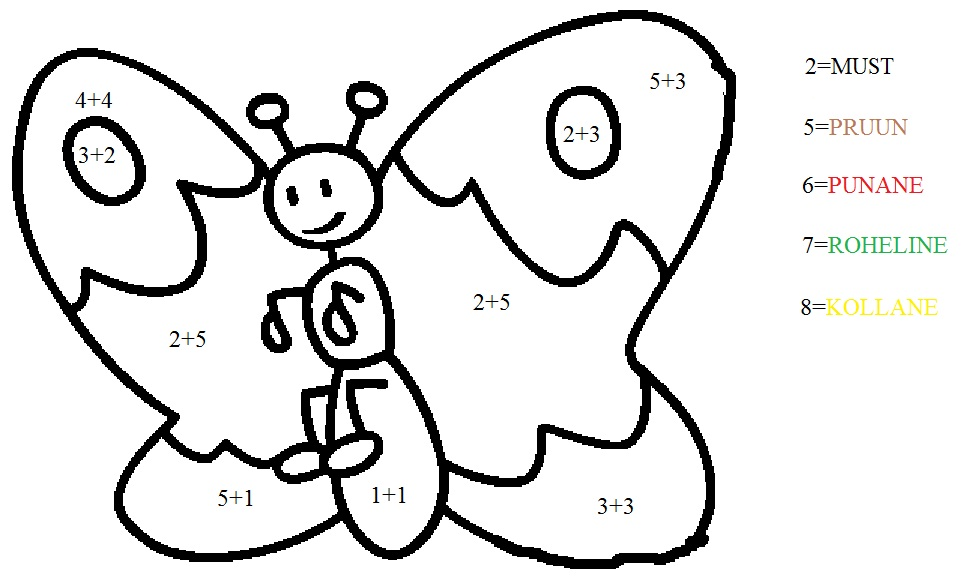 5+3
4+4
2+3
3+2
2+5
2+5
5+1
1+1
3+3
2=MUST
5=PRUUN
6=PUNANE
7=ROHELINE
8=KOLLANE